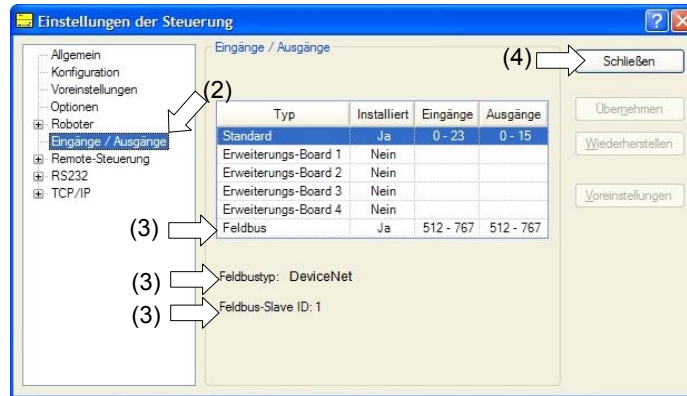 Einstellungen der Steuerung
Allgemein
Konfiguration
Voreinstellungen
Optionen
Roboter
Eingänge / Ausgänge
Remote-Steuerung
RS232
TCP/IP
(2)
Eingänge / Ausgänge
Typ Installiert Eingänge Ausgänge
Standard Ja 0 - 23 0 - 15
Erweiterungs-Board 1 Nein
Erweiterungs-Board 2 Nein
Erweiterungs-Board 3 Nein
Erweiterungs-Board 4 Nein
(3) Feldbus Ja 512 - 767 512 - 767
(3) Feldbustyp: DeviceNet
(3) Feldbus-Slave ID: 1
(4) Schließen
Übernehmen
Wiederherstellen
Voreinstellungen